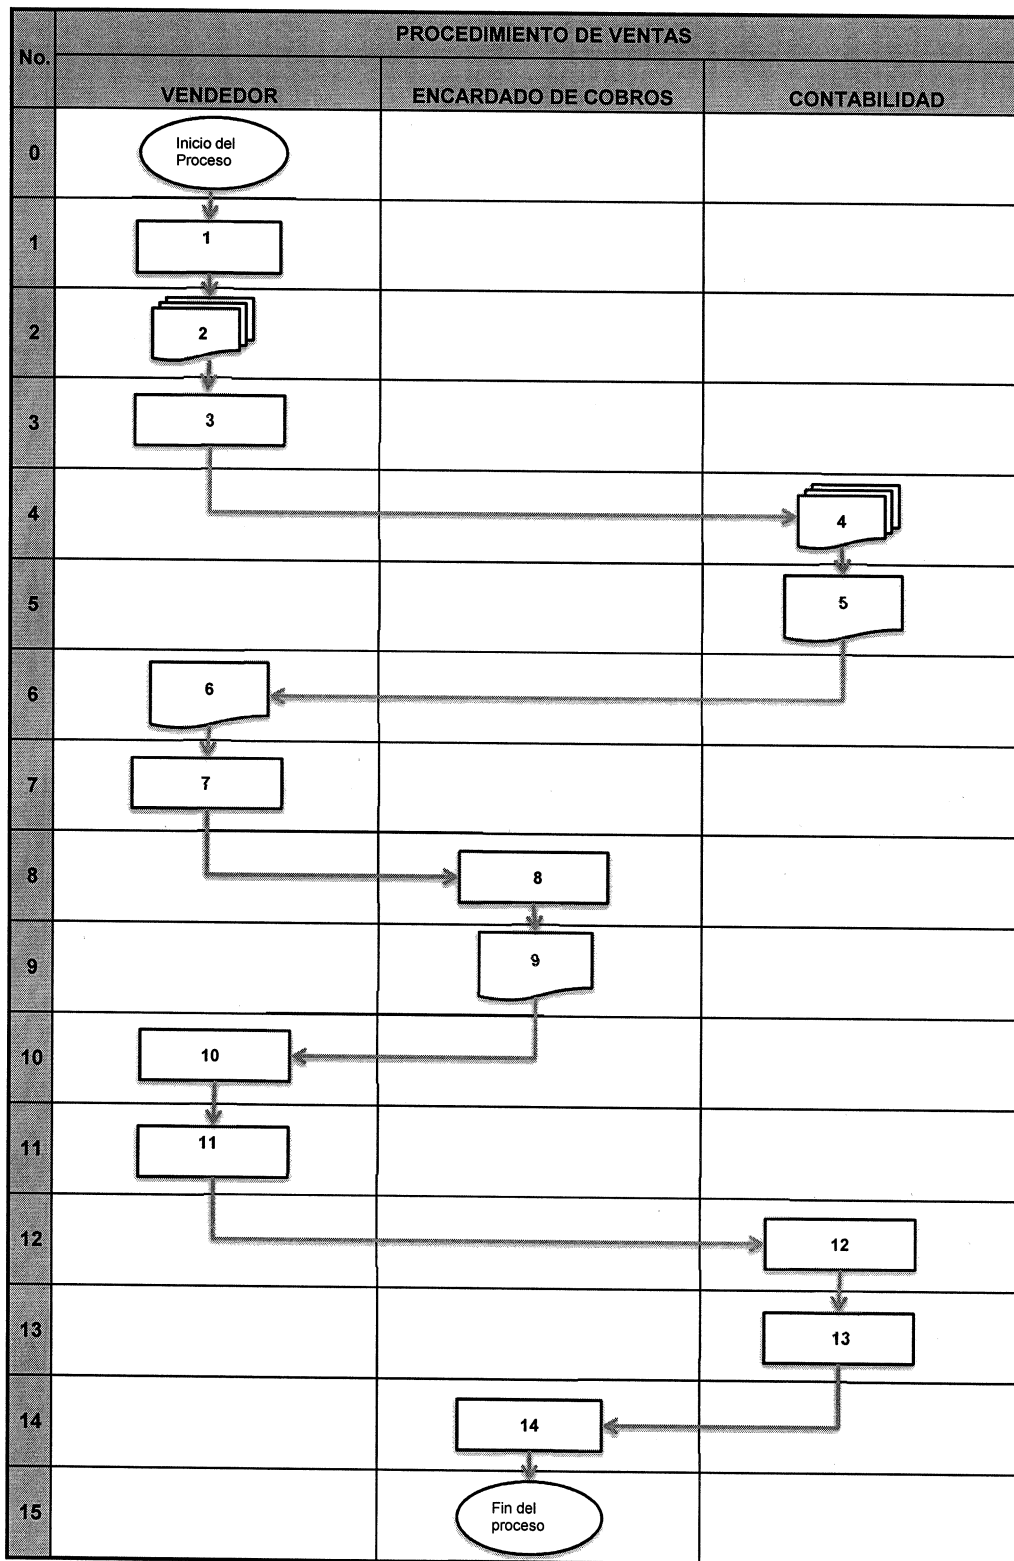 PROCEDIMIENTO DE VENTAS
No.
VENDEDOR ENCARDADO DE COBROS CONTABILIDAD
0 Inicio del
Proceso
1 1
2 2
3 3
4 4
5 5
6 6
7 7
8 8
9 9
10 10
11 11
12 12
13 13
14 14
15 Fin del
proceso